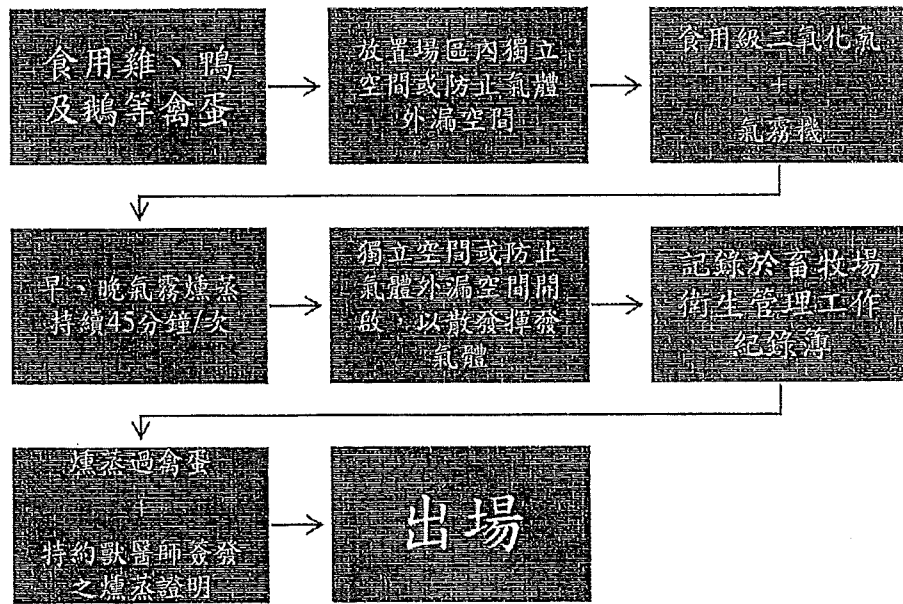 食用雞、鴨
及鵝等禽蛋
放置場區內獨立
空間或防止氣體
外漏空間
食用級二氧化氯
+
氣霧機
早、晚氣霧燻蒸
持續45分鐘/次
獨立空間或防止
氣體外漏空間開
啟，以散發揮發
氣體
記錄於畜牧場
衛生管理工作
紀錄簿
燻蒸過禽蛋
+
特約獸醫師簽發
之燻蒸證明
出場